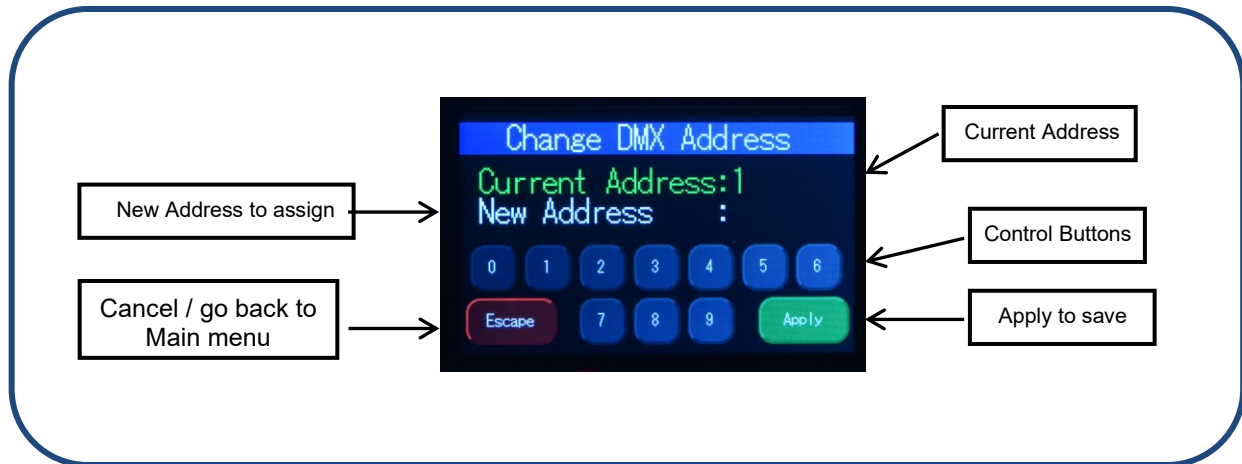 Change DMX Address
Current Address:1
New Address :
0 1 2 3 4 5 6
Escape 7 8 9 Apply
New Address to assign
Cancel / go back to
Main menu
Current Address
Control Buttons
Apply to save